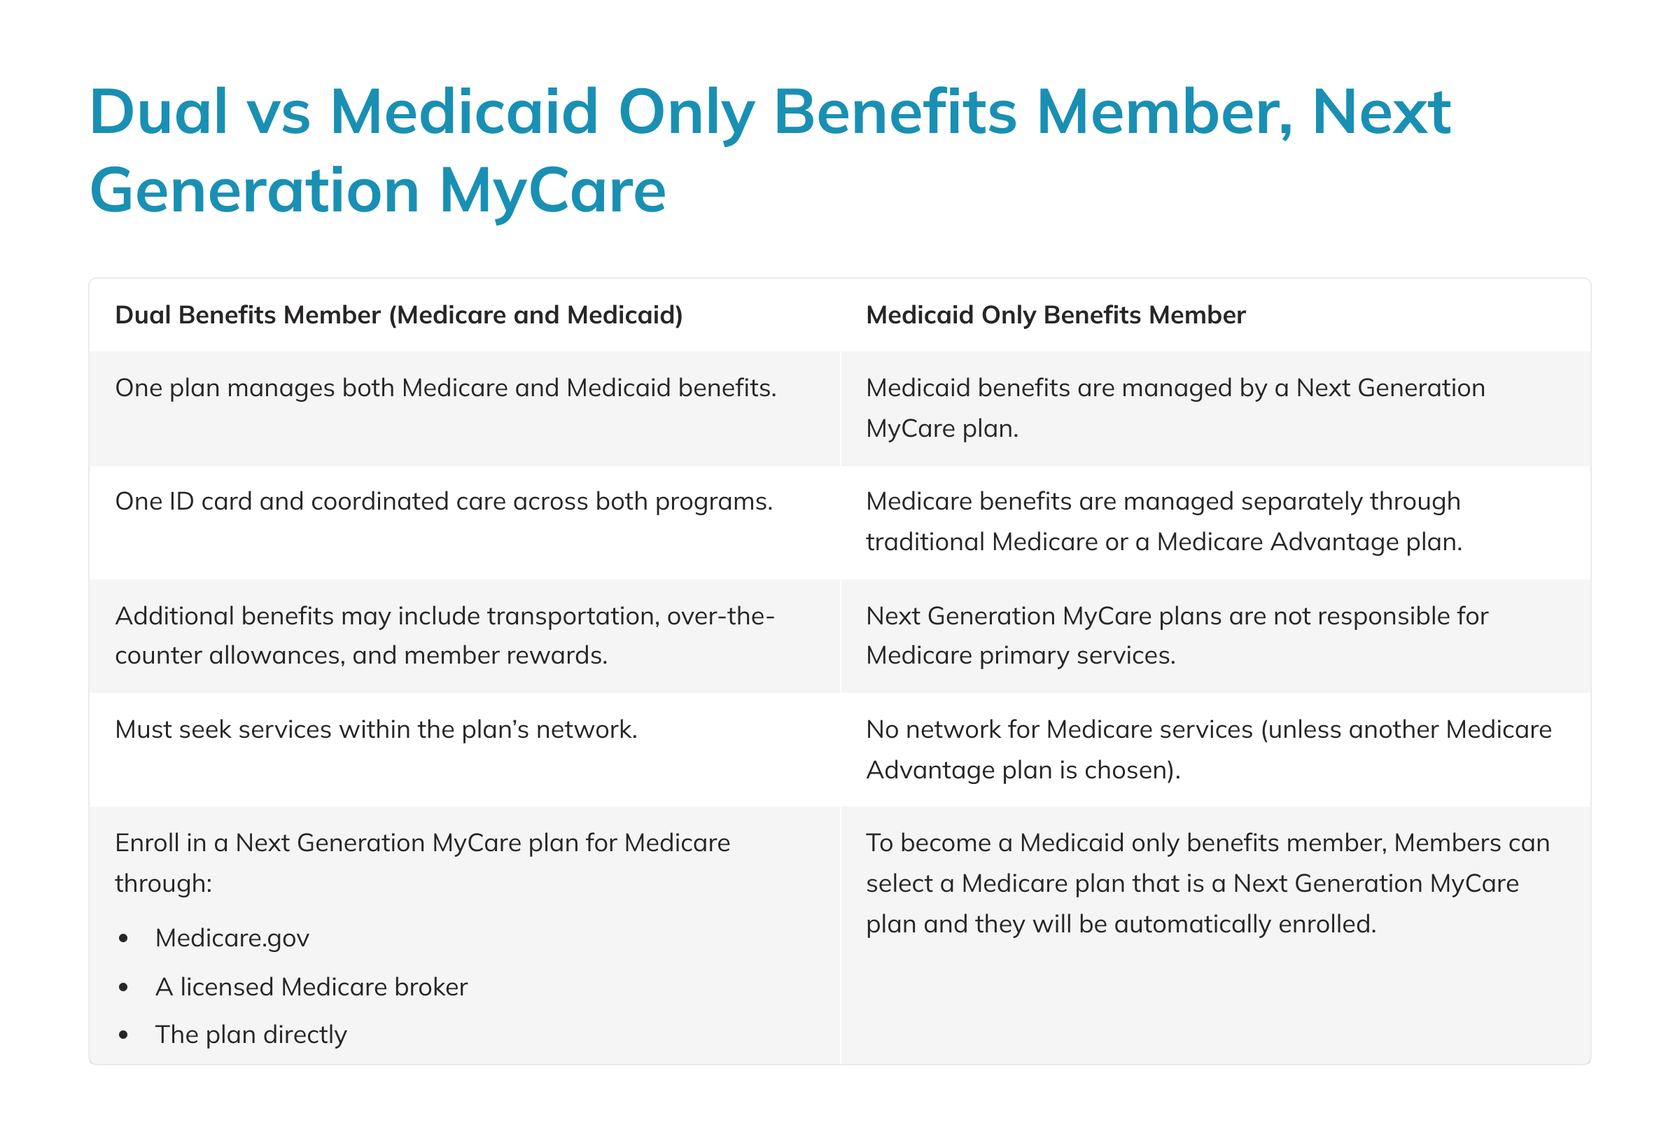 Dual vs Medicaid Only Benefits Member, Next
Generation MyCare
Dual Benefits Member (Medicare and Medicaid)
Medicaid Only Benefits Member
One plan manages both Medicare and Medicaid benefits.
Medicaid benefits are managed by a Next Generation
MyCare plan.
One ID card and coordinated care across both programs.
Medicare benefits are managed separately through
traditional Medicare or a Medicare Advantage plan.
Additional benefits may include transportation, over-the-
counter allowances, and member rewards.
Next Generation MyCare plans are not responsible for
Medicare primary services.
Must seek services within the plan’s network.
No network for Medicare services (unless another Medicare
Advantage plan is chosen).
Enroll in a Next Generation MyCare plan for Medicare
through:
• Medicare.gov
• A licensed Medicare broker
• The plan directly
To become a Medicaid only benefits member, Members can
select a Medicare plan that is a Next Generation MyCare
plan and they will be automatically enrolled.